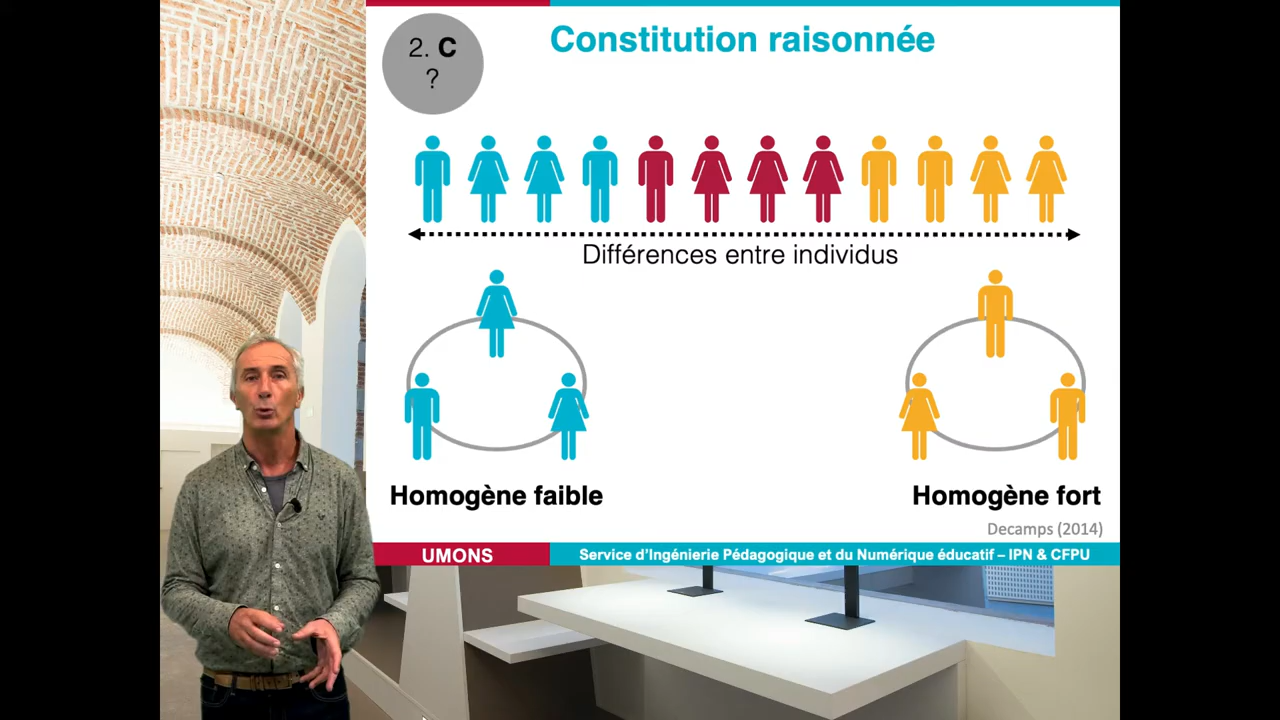 2. C
?
Constitution raisonnée
Différences entre individus
Homogène faible
Homogène fort
Decamps (2014)
UMONS
Service d'Ingénierie Pédagogique et du Numérique éducatif – IPN & CFPU